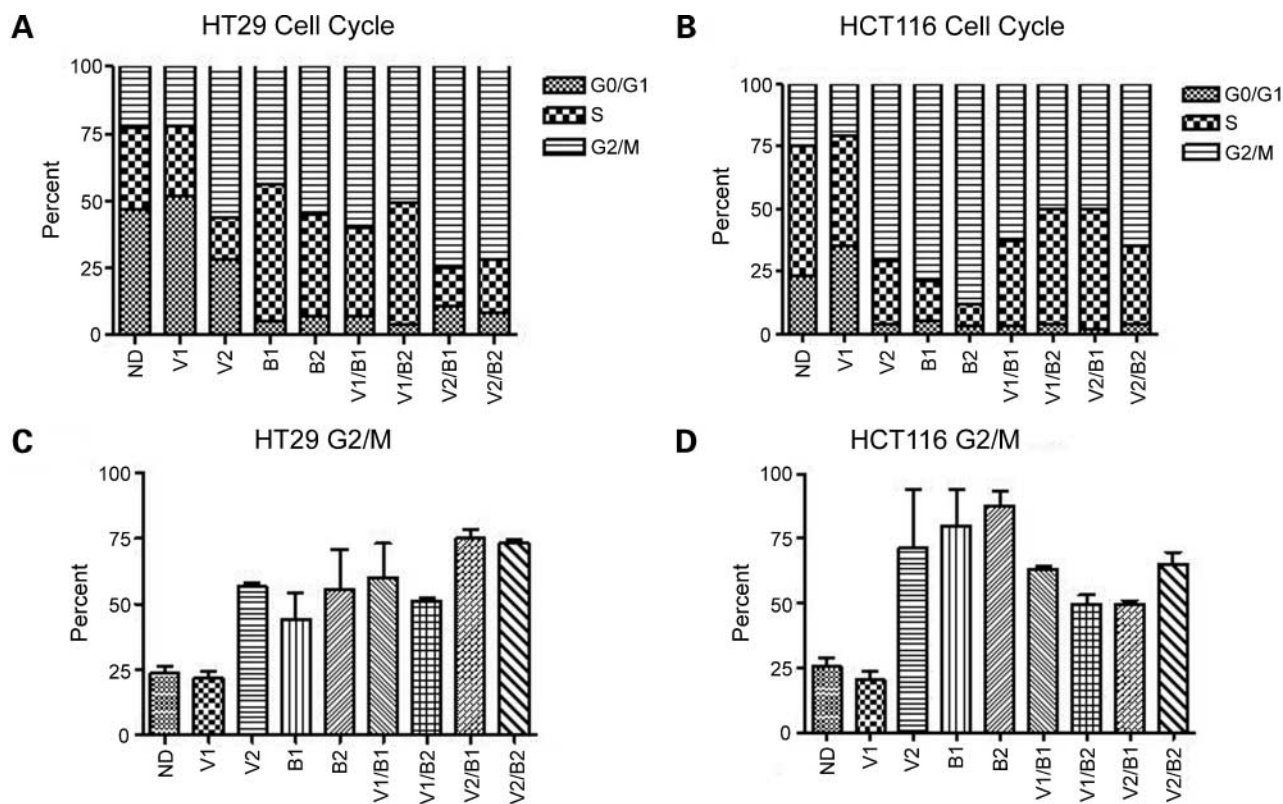 A
HT29 Cell Cycle
Percent
100
75
50
25
0
ND
V1
V2
B1
B2
V1/B1
V1/B2
V2/B1
V2/B2
G0/G1
S
G2/M
B
HCT116 Cell Cycle
Percent
100
75
50
25
0
ND
V1
V2
B1
B2
V1/B1
V1/B2
V2/B1
V2/B2
G0/G1
S
G2/M
C
HT29 G2/M
Percent
100
75
50
25
0
ND
V1
V2
B1
B2
V1/B1
V1/B2
V2/B1
V2/B2
D
HCT116 G2/M
Percent
100
75
50
25
0
ND
V1
V2
B1
B2
V1/B1
V1/B2
V2/B1
V2/B2